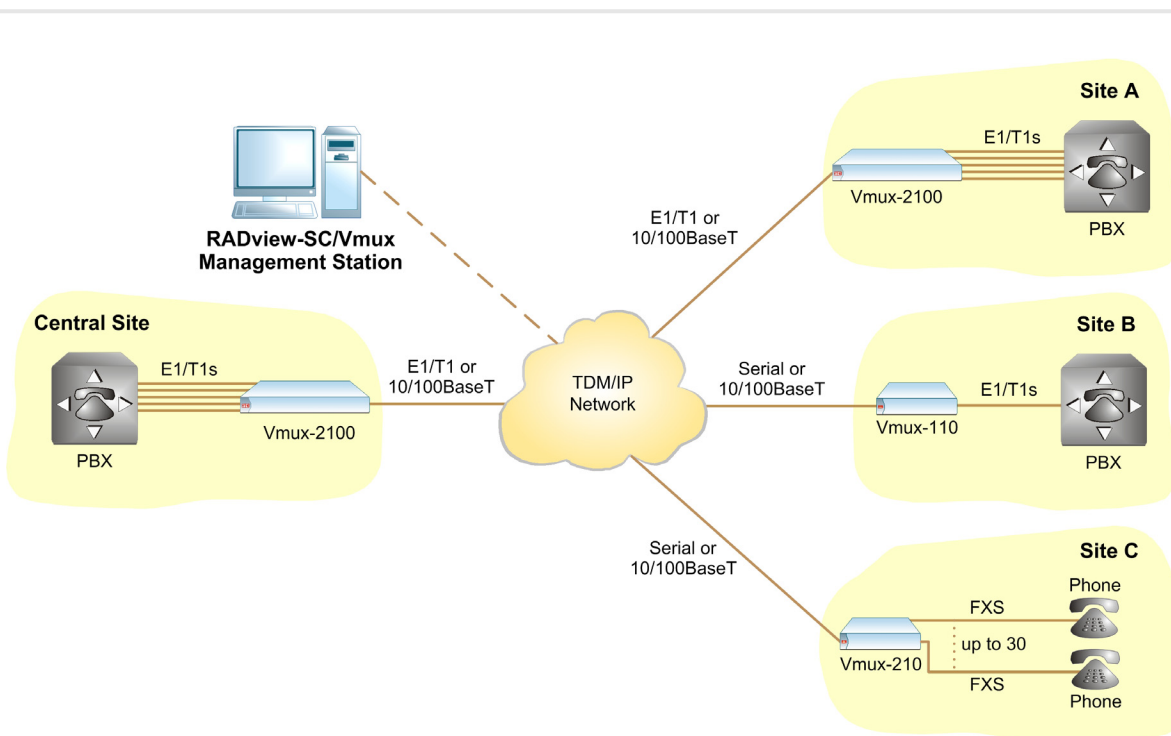 Site A
E1/T1s
Vmux-2100
PBX
E1/T1 or
10/100BaseT
RADview-SC/Vmux
Management Station
Central Site
E1/T1s
Vmux-2100
PBX
E1/T1 or
10/100BaseT
TDM/IP
Network
Serial or
10/100BaseT
Site B
E1/T1s
Vmux-110
PBX
Serial or
10/100BaseT
Site C
Phone
FXS
up to 30
Vmux-210
FXS
Phone